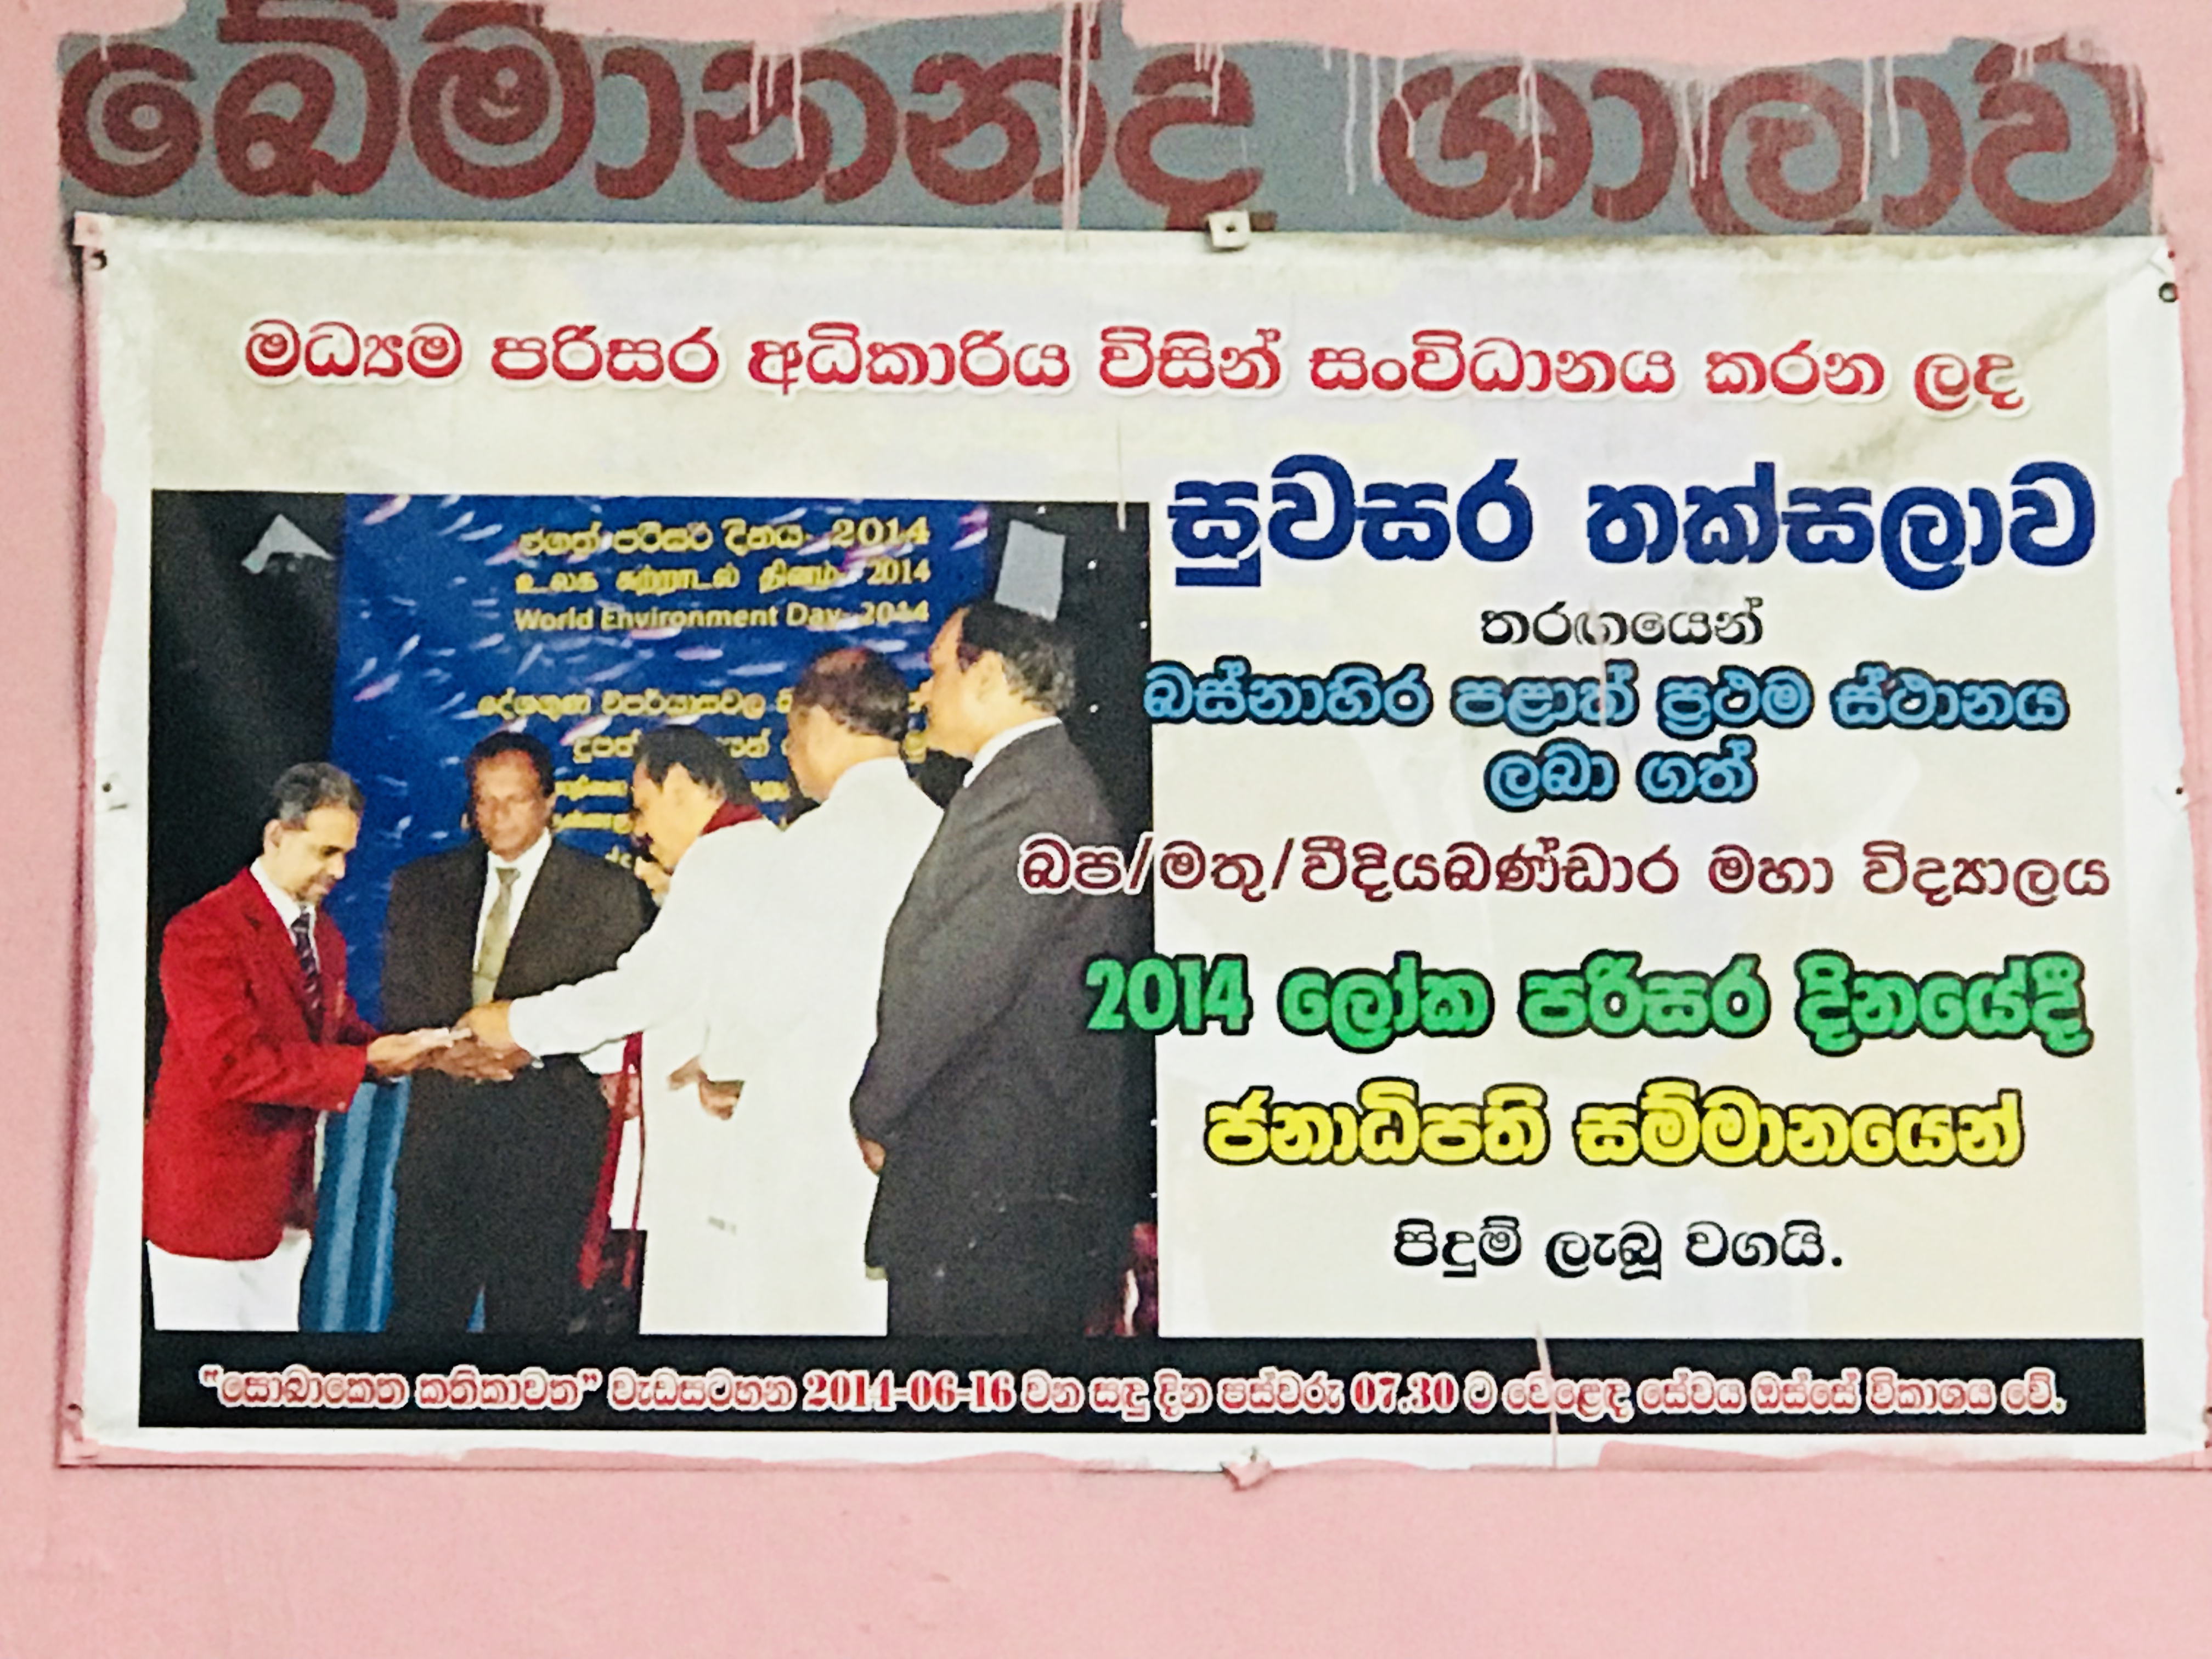 ඛේමානන්ද ශාලාව
මධ්‍යම පරිසර අධිකාරිය විසින් සංවිධානය කරන ලද
සුවසර තක්සලාව
තරඟයෙන්
බස්නාහිර පළාත් ප්‍රථම ස්ථානය
ලබා ගත්
බප/මතු/වීදියබණ්ඩාර මහා විද්‍යාලය
2014 ලෝක පරිසර දිනයේදී
ජනාධිපති සම්මානයෙන්
පිදුම් ලැබූ වගයි.
ජගත් පරිසර දිනය- 2014
உலக சுற்றாடல் தினம்- 2014
World Environment Day- 2014
දේශගුණ විපර්යාසවල
"සොබාකෙත කතිකාවත" වැඩසටහන 2014-06-16 වන සඳු දින පස්වරු 07.30 ට වෙළෙඳ සේවය ඔස්සේ විකාශය වේ.